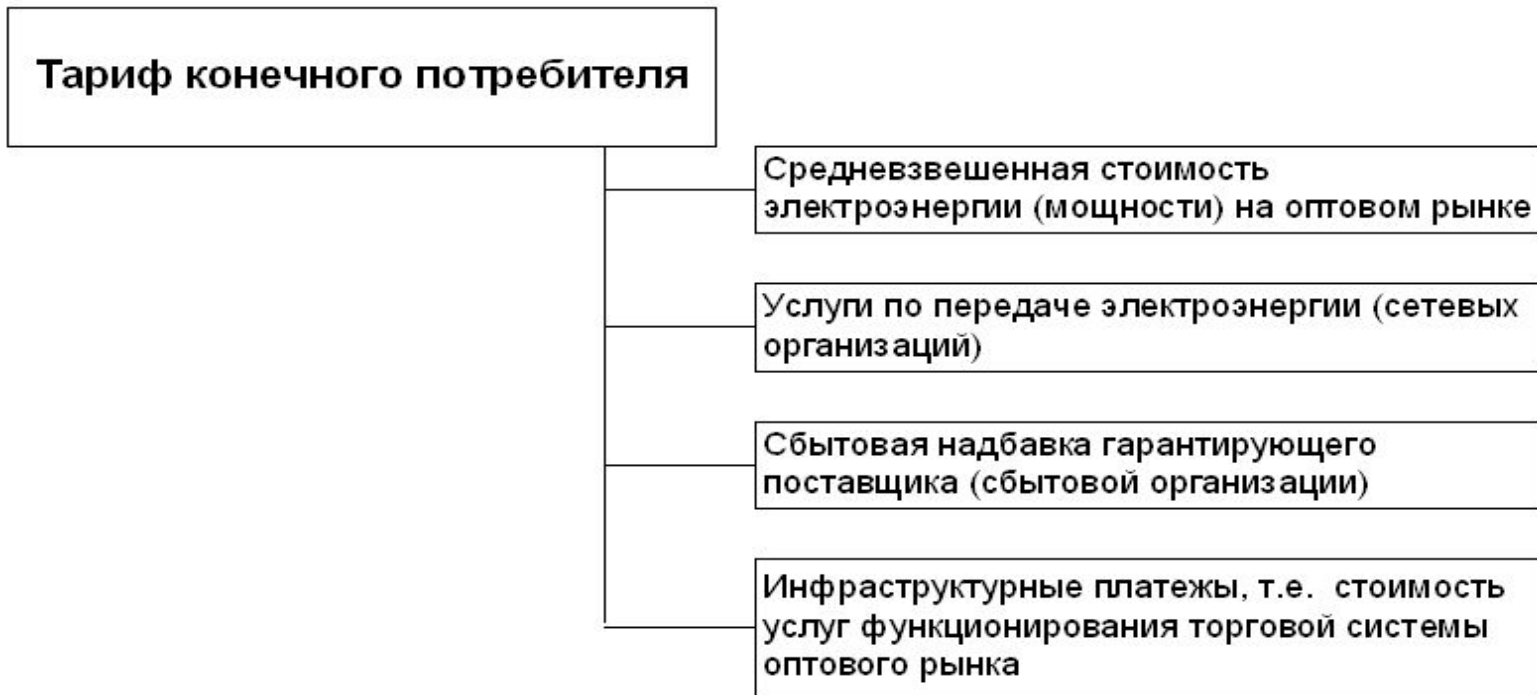 Тариф конечного потребителя
Средневзвешенная стоимость
электроэнергии (мощности) на оптовом рынке
Услуги по передаче электроэнергии (сетевых
организаций)
Сбытовая надбавка гарантирующего
поставщика (сбытовой организации)
Инфраструктурные платежы, т.е. стоимость
услуг функционирования торговой системы
оптового рынка